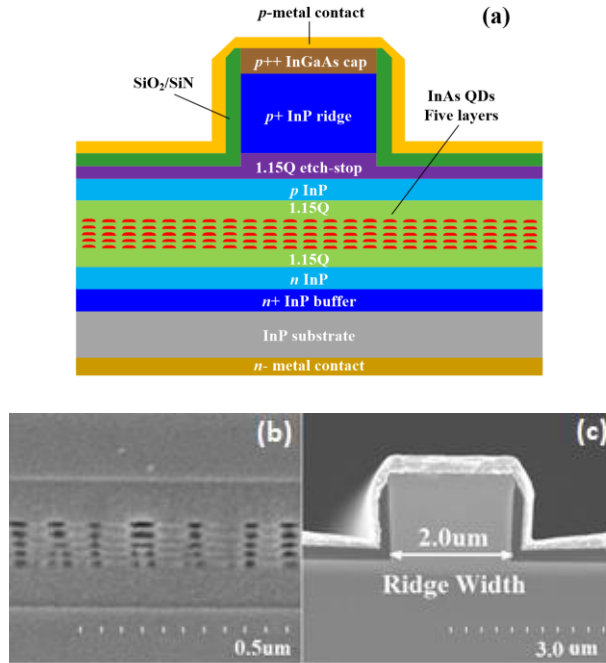 p-metal contact
(a)
p++ InGaAs cap
SiO₂/SiN
p+ InP ridge
InAs QDs
Five layers
1.15Q etch-stop
p InP
1.15Q
1.15Q
n InP
n+ InP buffer
InP substrate
n- metal contact
(b)
(c)
2.0um
Ridge Width
0.5um
3.0 um